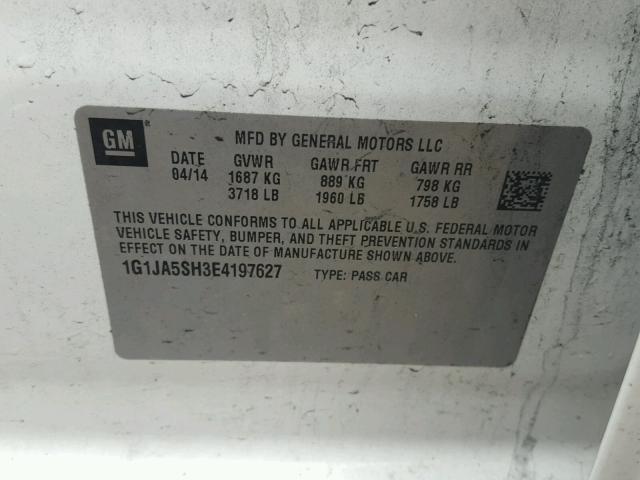 GM® MFD BY GENERAL MOTORS LLC
DATE GVWR GAWR FRT GAWR RR
04/14 1687 KG 889 KG 798 KG
3718 LB 1960 LB 1758 LB
THIS VEHICLE CONFORMS TO ALL APPLICABLE U.S. FEDERAL MOTOR
VEHICLE SAFETY, BUMPER, AND THEFT PREVENTION STANDARDS IN
EFFECT ON THE DATE OF MANUFACTURE SHOWN ABOVE.
1G1JA5SH3E4197627 TYPE: PASS CAR